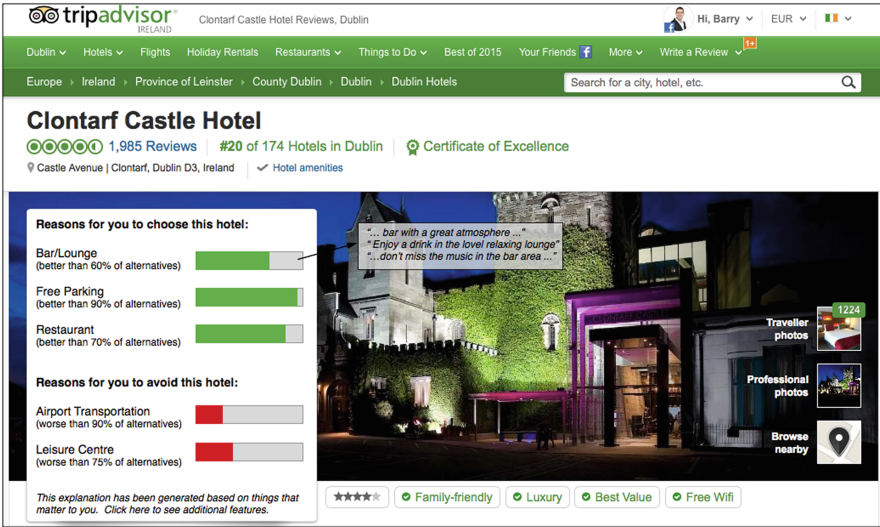 tripadvisor®
IRELAND
Clontarf Castle Hotel Reviews, Dublin
Hi, Barry
EUR
Dublin
Hotels
Flights
Holiday Rentals
Restaurants
Things to Do
Best of 2015
Your Friends
More
Write a Review
1+
Europe
Ireland
Province of Leinster
County Dublin
Dublin
Dublin Hotels
Search for a city, hotel, etc.
Clontarf Castle Hotel
1,985 Reviews
#20 of 174 Hotels in Dublin
Certificate of Excellence
Castle Avenue | Clontarf, Dublin D3, Ireland
Hotel amenities
Reasons for you to choose this hotel:
Bar/Lounge
(better than 60% of alternatives)
Free Parking
(better than 90% of alternatives)
Restaurant
(better than 70% of alternatives)
Reasons for you to avoid this hotel:
Airport Transportation
(worse than 90% of alternatives)
Leisure Centre
(worse than 75% of alternatives)
This explanation has been generated based on things that
matter to you. Click here to see additional features.
"... bar with a great atmosphere ..."
" Enjoy a drink in the lovel relaxing lounge"
"...don't miss the music in the bar area ..."
1224
Traveller
photos
Professional
photos
Browse
nearby
Family-friendly
Luxury
Best Value
Free Wifi